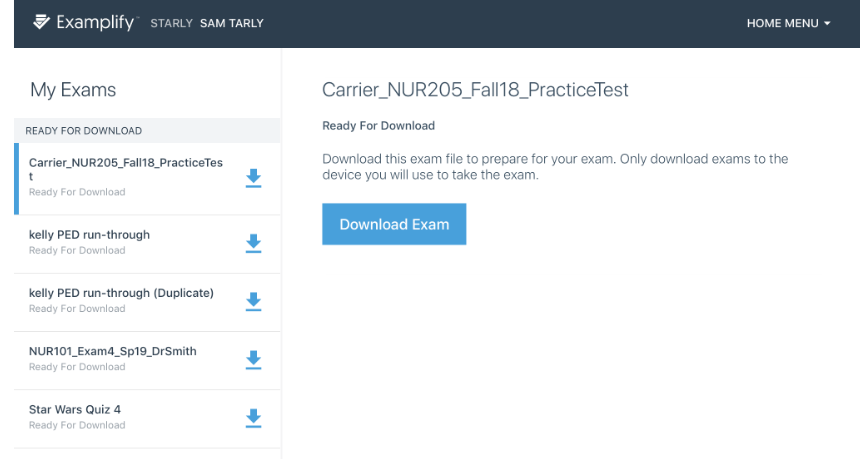 Examplify STARLY SAM TARLY HOME MENU
My Exams
READY FOR DOWNLOAD
Carrier_NUR205_Fall18_PracticeTes
t
Ready For Download
kelly PED run-through
Ready For Download
kelly PED run-through (Duplicate)
Ready For Download
NUR101_Exam4_Sp19_DrSmith
Ready For Download
Star Wars Quiz 4
Ready For Download
Carrier_NUR205_Fall18_PracticeTest
Ready For Download
Download this exam file to prepare for your exam. Only download exams to the
device you will use to take the exam.
Download Exam